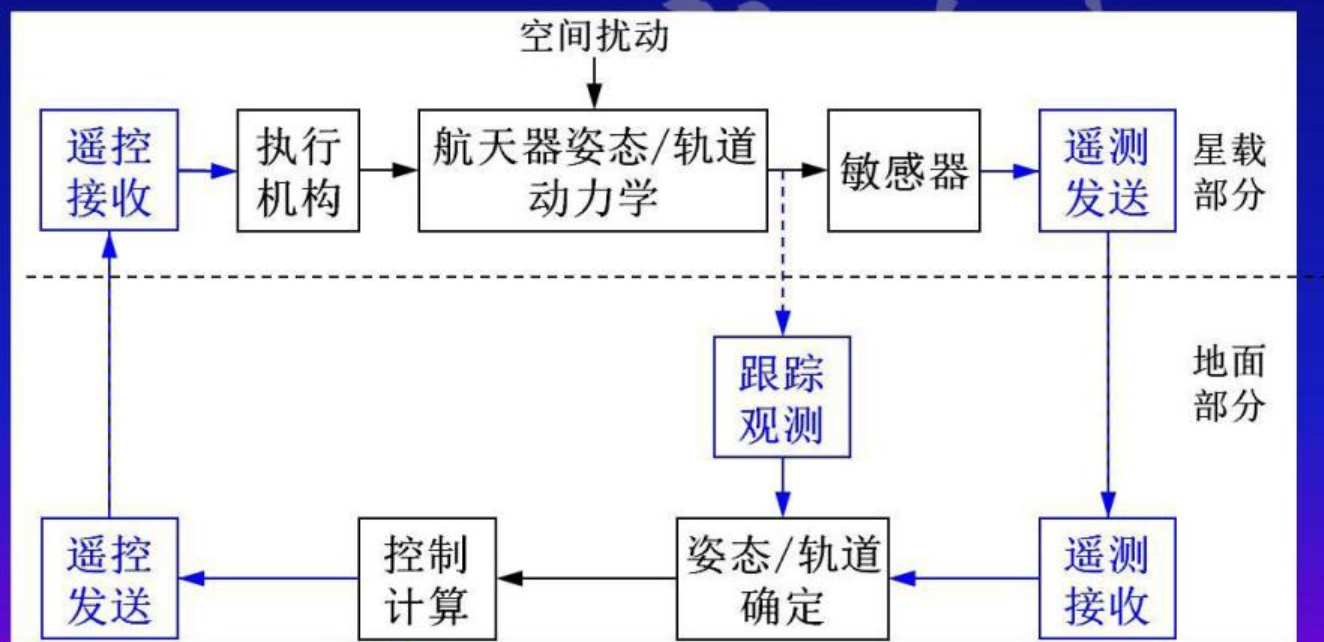 空间扰动
遥控
接收
执行
机构
航天器姿态/轨道
动力学
敏感器
遥测
发送
星载
部分
跟踪
观测
地面
部分
遥控
发送
控制
计算
姿态/轨道
确定
遥测
接收